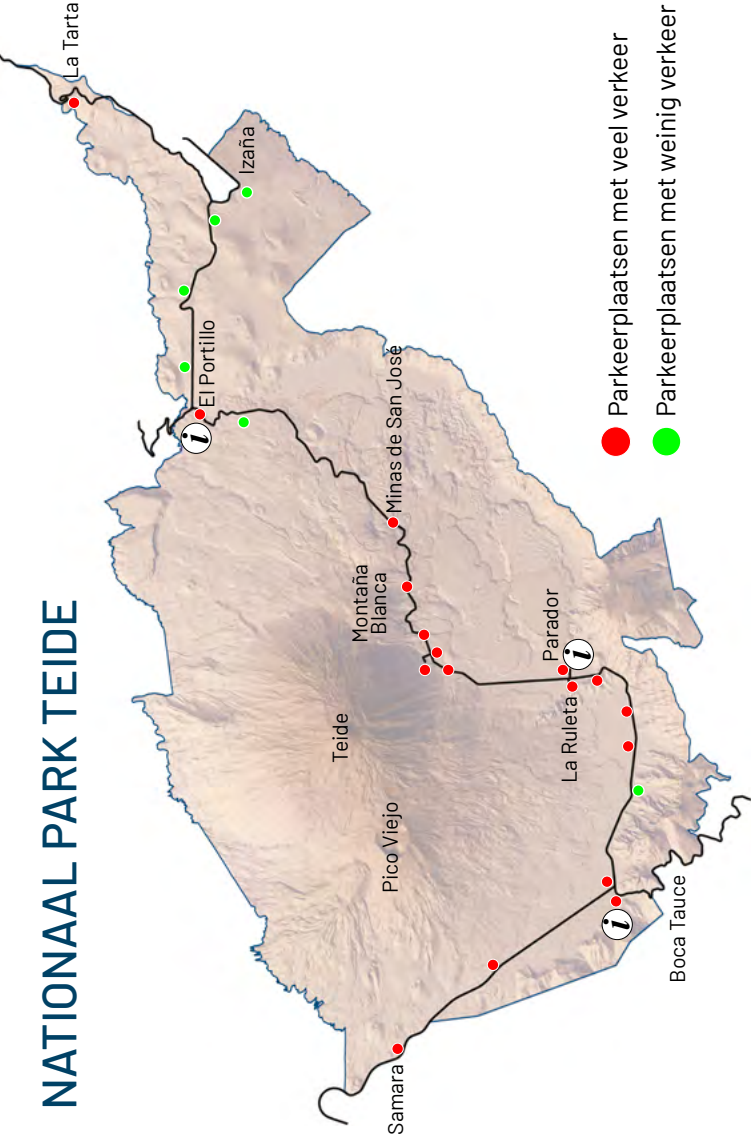 NATIONAAL PARK TEIDE
La Tarta
Izaña
El Portillo
i
Minas de San José
Montaña
Blanca
Teide
Pico Viejo
Parador
i
La Ruleta
Boca Tauce
i
Samara
Parkeerplaatsen met veel verkeer
Parkeerplaatsen met weinig verkeer